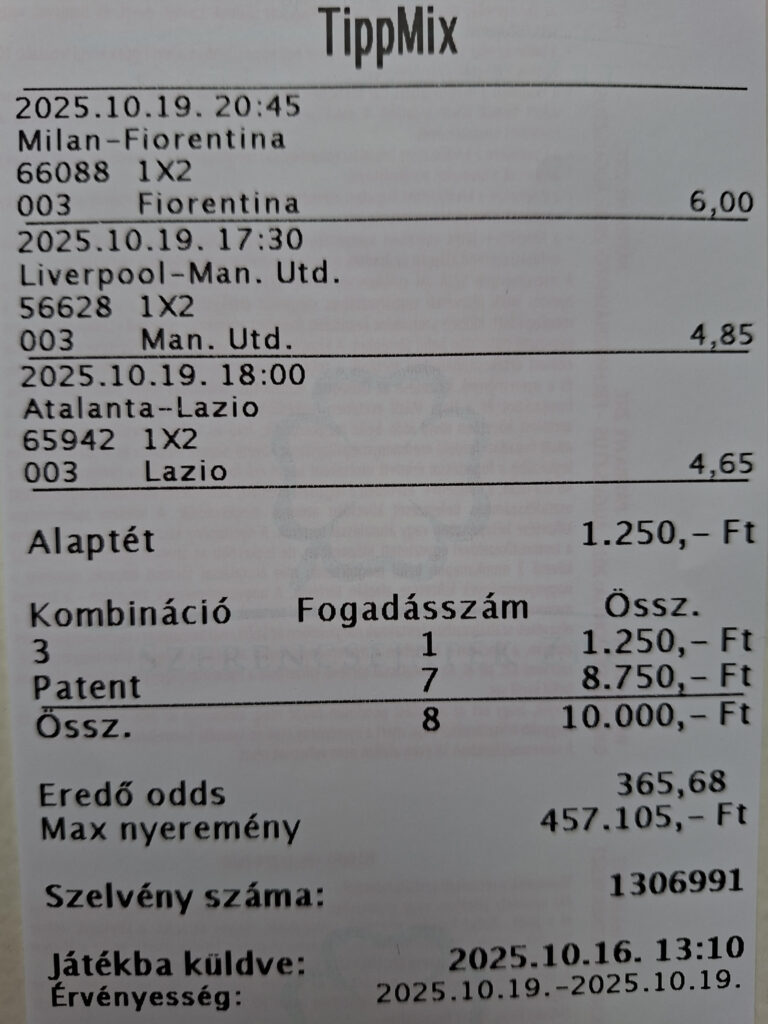 TippMix
2025.10.19. 20:45
Milan-Fiorentina
66088 1X2
003 Fiorentina 6,00
2025.10.19. 17:30
Liverpool-Man. Utd.
56628 1X2
003 Man. Utd. 4,85
2025.10.19. 18:00
Atalanta-Lazio
65942 1X2
003 Lazio 4,65
Alaptét 1.250,- Ft
Kombináció Fogadásszám Össz.
3 1 1.250,- Ft
Patent 7 8.750,- Ft
Össz. 8 10.000,- Ft
Eredő odds 365,68
Max nyeremény 457.105,- Ft
Szelvény száma: 1306991
Játékba küldve: 2025.10.16. 13:10
Érvényesség: 2025.10.19.-2025.10.19.